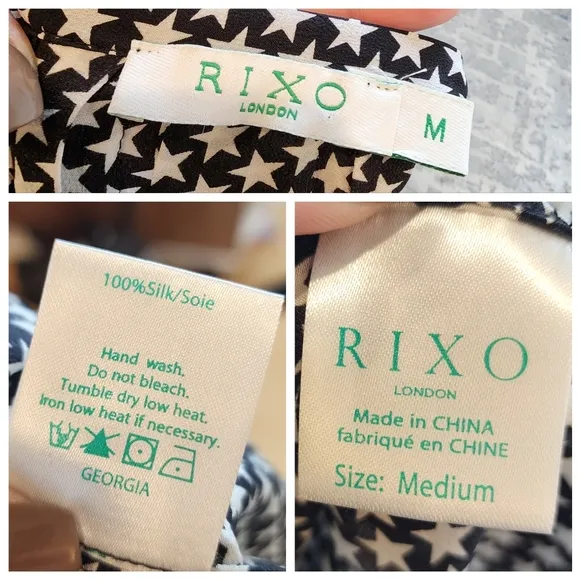 RIXO
LONDON
M
100%Silk/Soie
Hand wash.
Do not bleach.
Tumble dry low heat.
Iron low heat if necessary.
GEORGIA
RIXO
LONDON
Made in CHINA
fabriqué en CHINE
Size: Medium